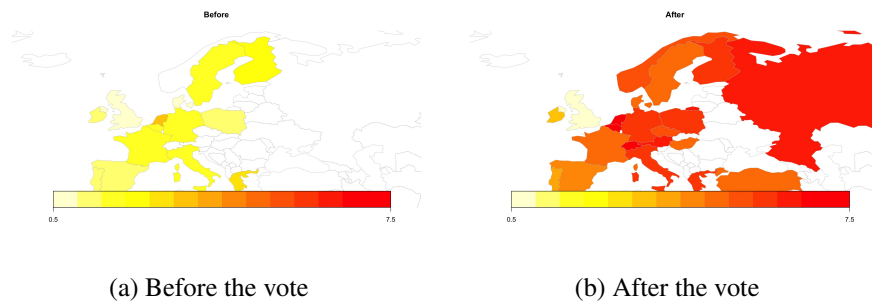 Before
After
0.5
7.5
0.5
7.5
(a) Before the vote
(b) After the vote